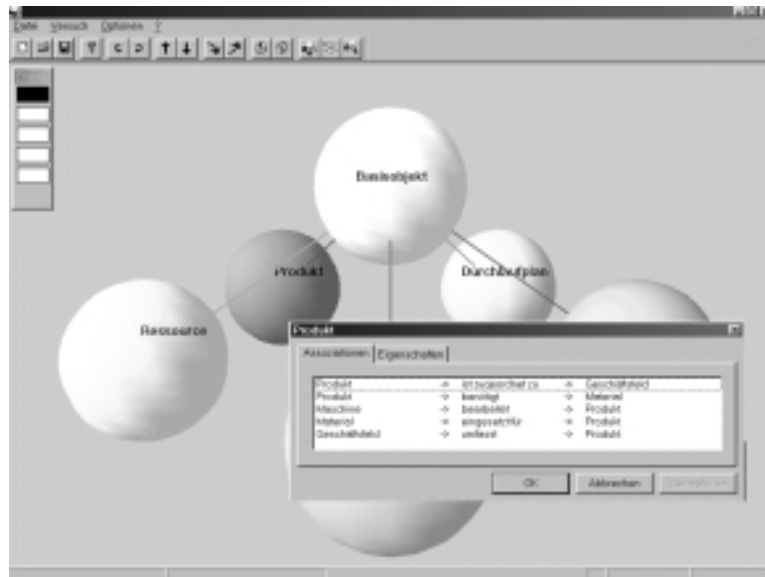 Datei Versuch Optionen ?
Basisobjekt
Produkt
Durchlaufplan
Ressource
Produkt
Assoziationen Eigenschaften
Produkt -> ist zugeordnet zu -> Geschäftsfeld
Produkt -> benötigt -> Material
Maschine -> bearbeitet -> Produkt
Material -> eingesetzt für -> Produkt
Geschäftsfeld -> umfasst -> Produkt
OK Abbrechen Übernehmen